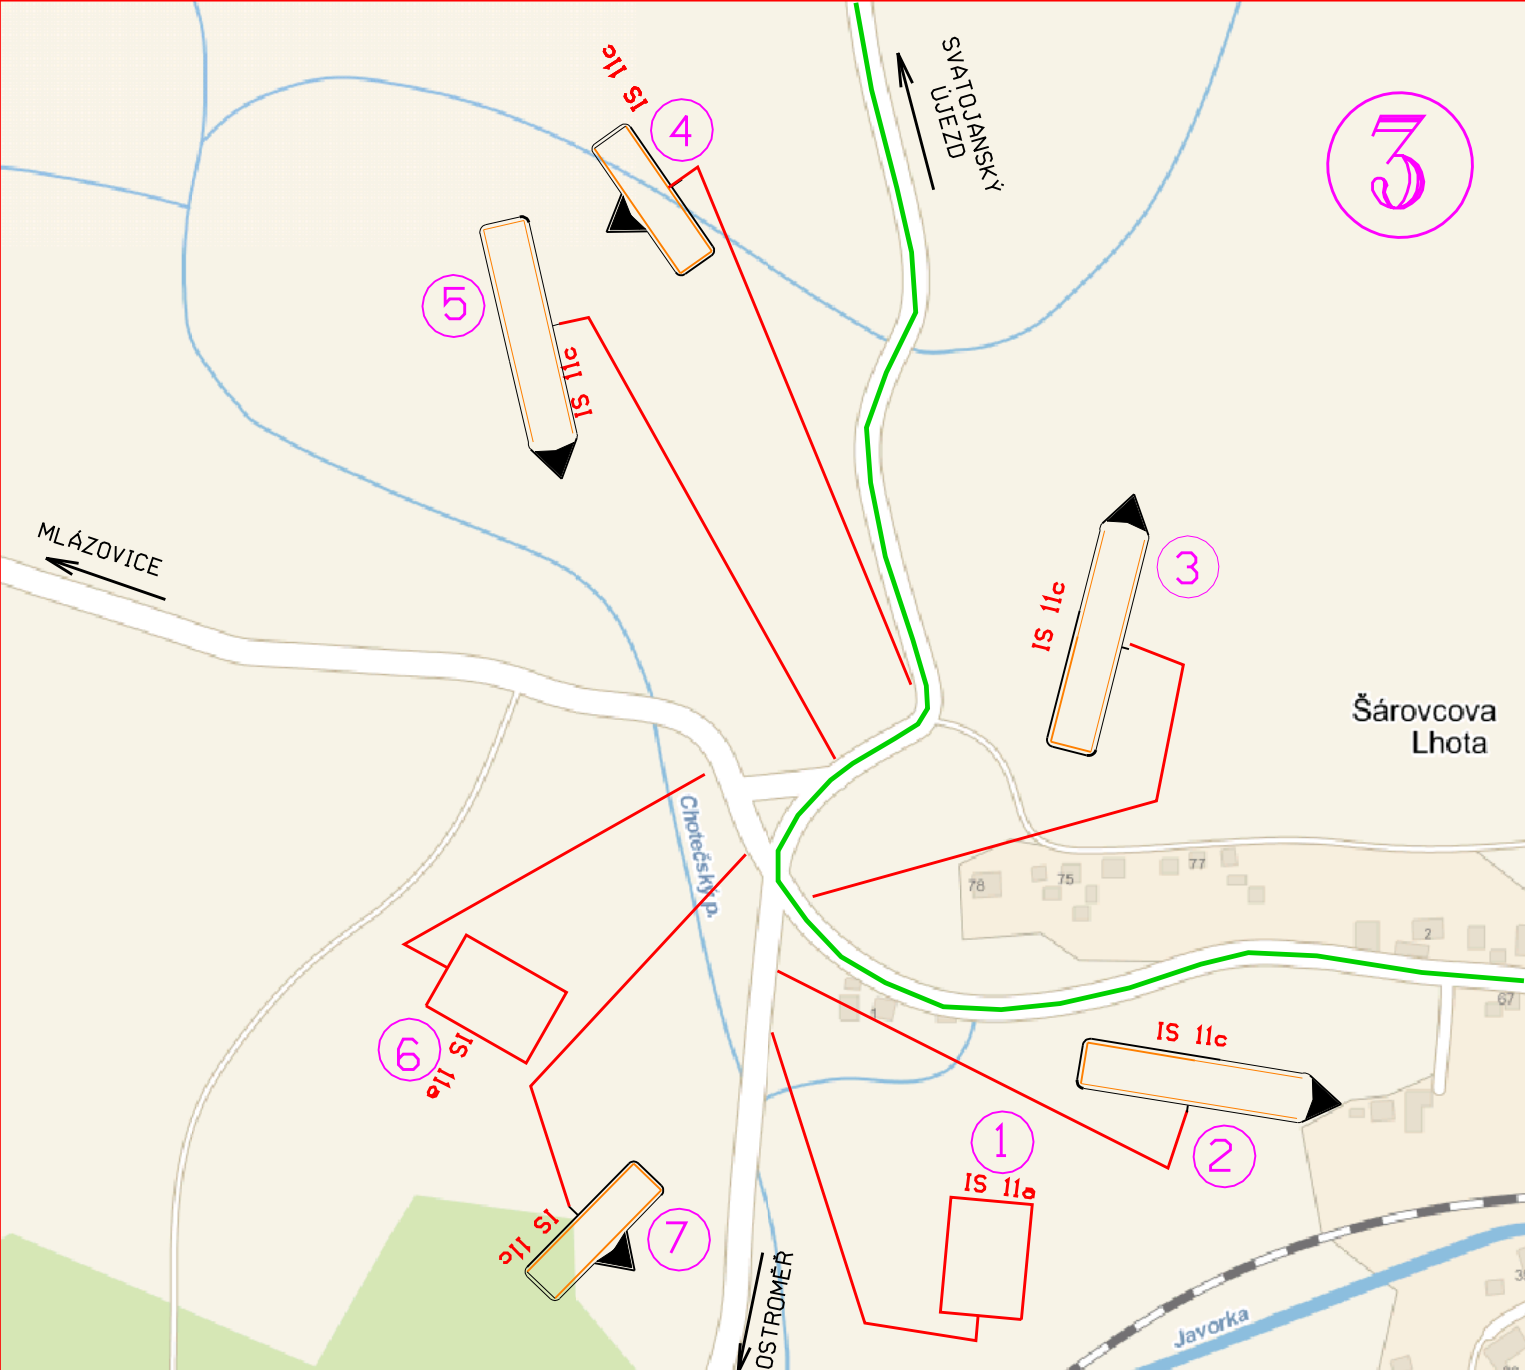 IS 11c
4
SVATOJANSKÝ
ÚJEZD
3
5
IS 11c
MLÁZOVICE
3
IS 11c
Šárovcova
Lhota
Chotečský p.
78
75
77
2
67
1
6
IS 11a
IS 11c
2
1
IS 11a
IS 11c
7
OSTROMĚŘ
Javorka